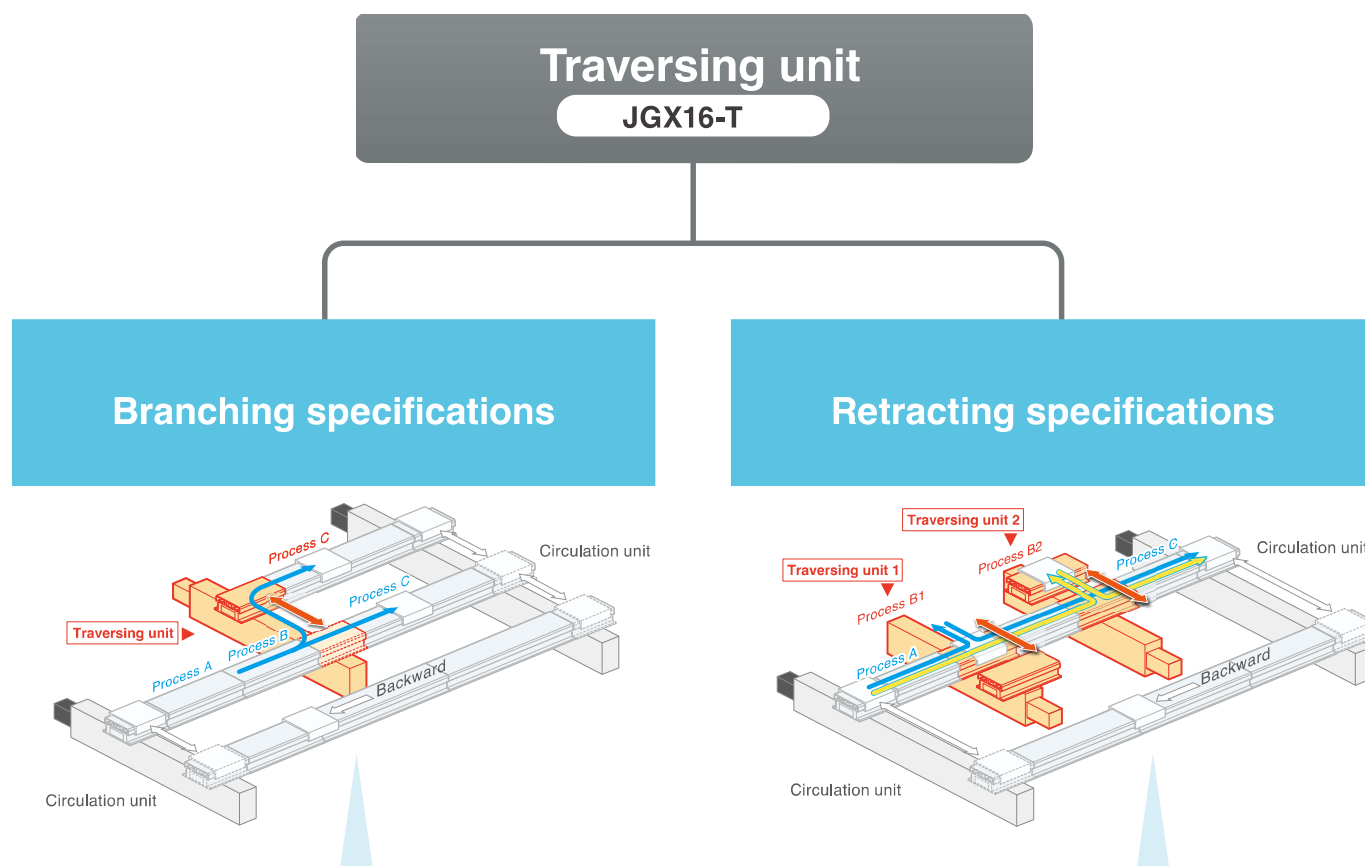 Traversing unit
JGX16-T
Branching specifications
Retracting specifications
Process C
Circulation unit
Process C
Traversing unit
Process B
Process A
Backward
Circulation unit
Traversing unit 2
Process B2
Process C
Circulation unit
Traversing unit 1
Process B1
Process A
Backward
Circulation unit